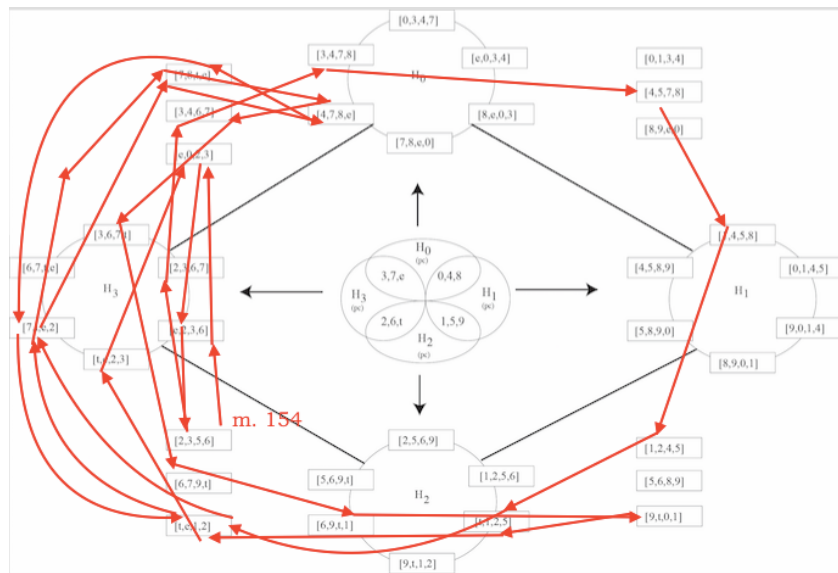 [0,3,4,7]
[3,4,7,8]
[e,0,3,4]
[0,1,3,4]
H₀
[4,5,7,8]
[3,4,6,7]
[4,7,8,e]
[8,e,0,3]
[8,9,e,0]
[7,8,e,0]
[e,0,2,3]
[3,6,7,t]
[6,7,t,e]
[2,3,6,7]
H₃
[t,e,2,3]
[e,2,3,6]
H₀
(pc)
3,7,e
0,4,8
H₃
(pc)
H₁
(pc)
2,6,t
1,5,9
H₂
(pc)
[4,5,8,9]
[0,1,4,5]
H₁
[5,8,9,0]
[9,0,1,4]
[8,9,0,1]
m. 154
[2,3,5,6]
[6,7,9,t]
[t,e,1,2]
[2,5,6,9]
[5,6,9,t]
[1,2,5,6]
H₂
[6,9,t,1]
[t,1,2,5]
[9,t,1,2]
[1,2,4,5]
[5,6,8,9]
[9,t,0,1]